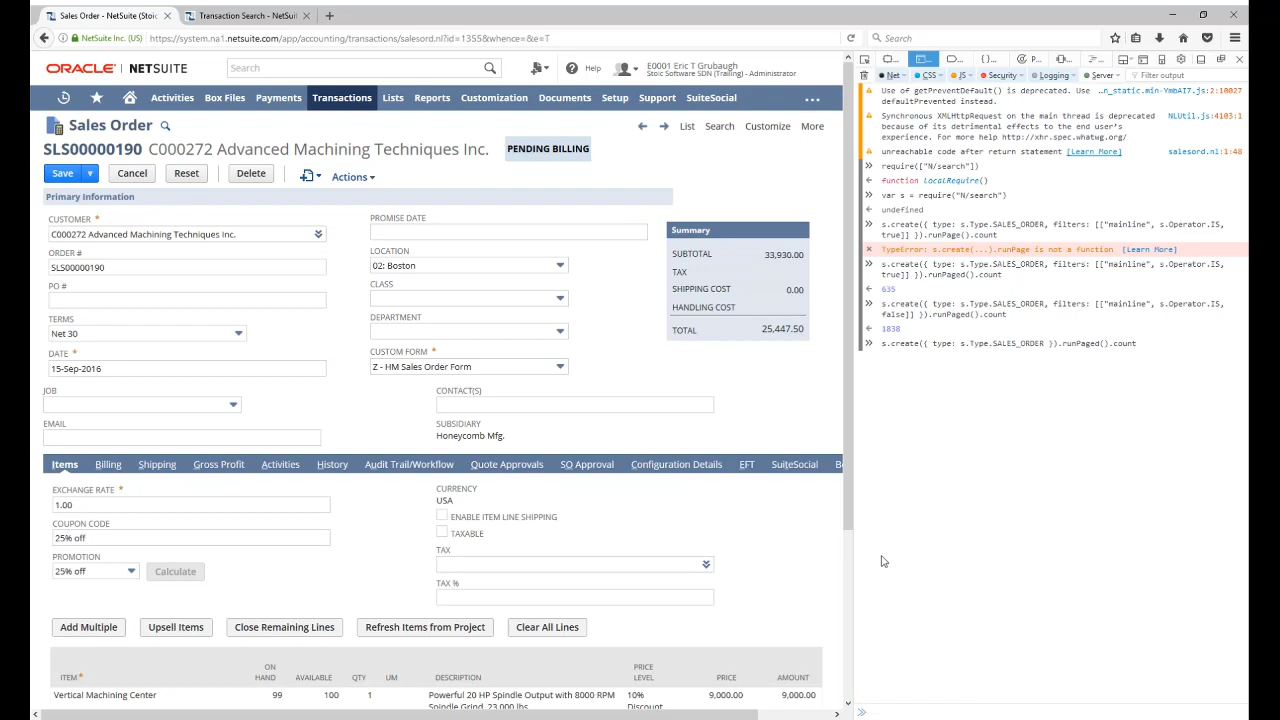 Sales Order - NetSuite (Stoic
Transaction Search - NetSuit
NetSuite Inc. (US)
https://system.na1.netsuite.com/app/accounting/transactions/salesord.nl?id=1355&whence=&e=T
Search
ORACLE NETSUITE
Search
Help
E0001 Eric T Grubaugh
Stoic Software SDN (Trailing) - Administrator
Activities Box Files Payments Transactions Lists Reports Customization Documents Setup Support SuiteSocial
Sales Order
List Search Customize More
SLS00000190 C000272 Advanced Machining Techniques Inc. PENDING BILLING
Save Cancel Reset Delete Actions
Primary Information
CUSTOMER *
C000272 Advanced Machining Techniques Inc.
ORDER #
SLS00000190
PO #
TERMS
Net 30
DATE *
15-Sep-2016
JOB
EMAIL
PROMISE DATE
LOCATION
02: Boston
CLASS
DEPARTMENT
CUSTOM FORM *
Z - HM Sales Order Form
CONTACT(S)
SUBSIDIARY
Honeycomb Mfg.
Summary
SUBTOTAL 33,930.00
TAX
SHIPPING COST 0.00
HANDLING COST
TOTAL 25,447.50
Items Billing Shipping Gross Profit Activities History Audit Trail/Workflow Quote Approvals SO Approval Configuration Details EFT SuiteSocial
EXCHANGE RATE *
1.00
COUPON CODE
25% off
PROMOTION
25% off Calculate
CURRENCY
USA
ENABLE ITEM LINE SHIPPING
TAXABLE
TAX
TAX %
Add Multiple Upsell Items Close Remaining Lines Refresh Items from Project Clear All Lines
ITEM * ON HAND AVAILABLE QTY UM DESCRIPTION PRICE LEVEL PRICE AMOUNT
Vertical Machining Center 99 100 1 Powerful 20 HP Spindle Output with 8000 RPM 10% 9,000.00 9,000.00
Spindle Grind, 23,000 lbs. Discount
Net CSS JS Security Logging Server Filter output
Use of getPreventDefault() is deprecated. Use …n_static.min-YmbAI7.js:2:10027
defaultPrevented instead.
Synchronous XMLHttpRequest on the main thread is deprecated NLUtil.js:4103:1
because of its detrimental effects to the end user's
experience. For more help http://xhr.spec.whatwg.org/
unreachable code after return statement [Learn More] salesord.nl:1:48
require(["N/search"])
function LocalRequire()
var s = require("N/search")
undefined
s.create({ type: s.Type.SALES_ORDER, filters: [["mainline", s.Operator.IS,
true]] }).runPage().count
TypeError: s.create(...).runPage is not a function [Learn More]
s.create({ type: s.Type.SALES_ORDER, filters: [["mainline", s.Operator.IS,
true]] }).runPaged().count
635
s.create({ type: s.Type.SALES_ORDER, filters: [["mainline", s.Operator.IS,
false]] }).runPaged().count
1838
s.create({ type: s.Type.SALES_ORDER }).runPaged().count